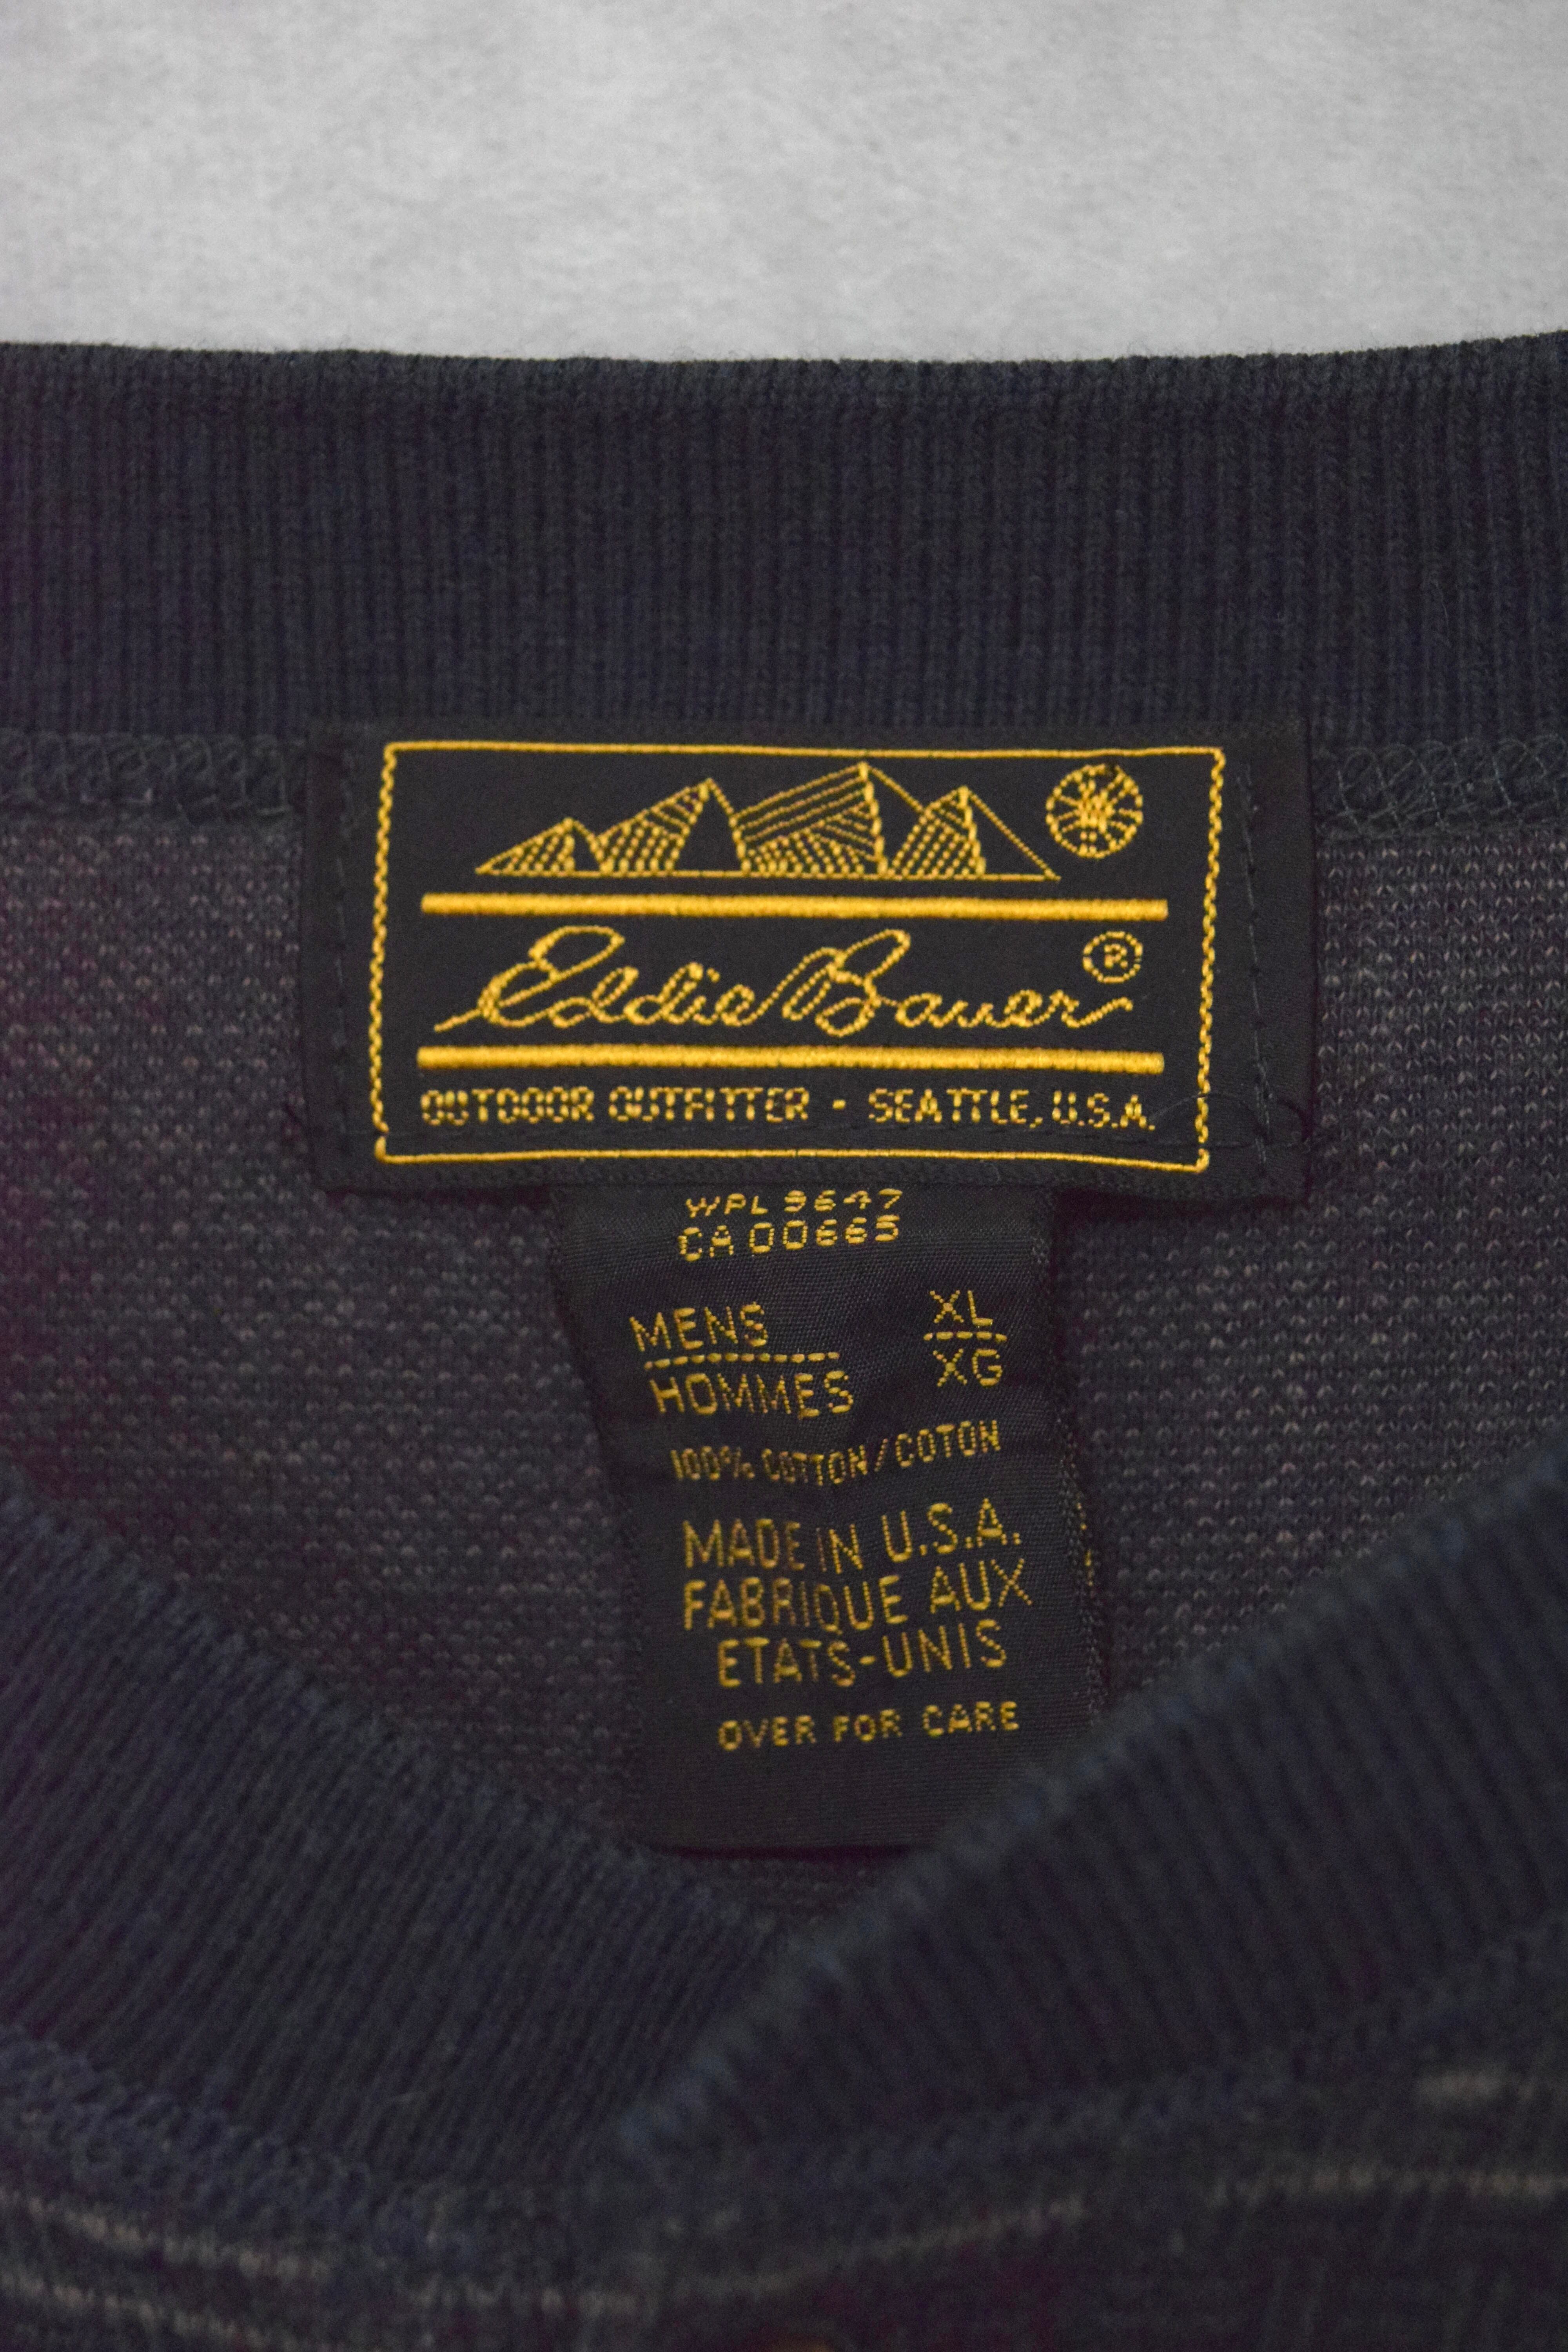 Eddie Bauer ®
OUTDOOR OUTFITTER · SEATTLE, U.S.A.
WPL 9647
CA 00665
MENS XL
HOMMES XG
100% COTTON/COTON
MADE IN U.S.A.
FABRIQUE AUX
ETATS-UNIS
OVER FOR CARE